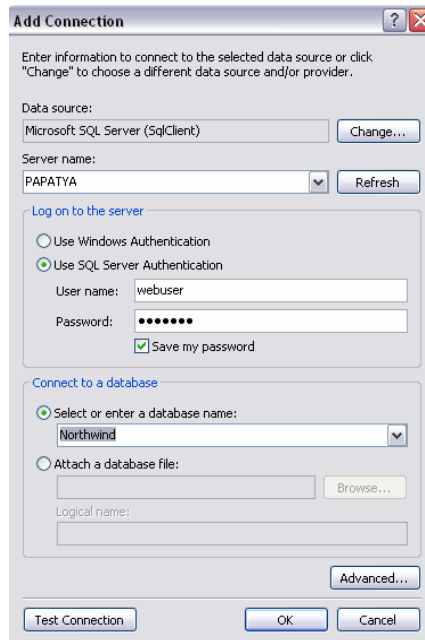 Add Connection
Enter information to connect to the selected data source or click
"Change" to choose a different data source and/or provider.
Data source:
Microsoft SQL Server (SqlClient)
Change...
Server name:
PAPATYA
Refresh
Log on to the server
Use Windows Authentication
Use SQL Server Authentication
User name:
webuser
Password:
●●●●●●●
Save my password
Connect to a database
Select or enter a database name:
Northwind
Attach a database file:
Browse...
Logical name:
Advanced...
Test Connection
OK
Cancel